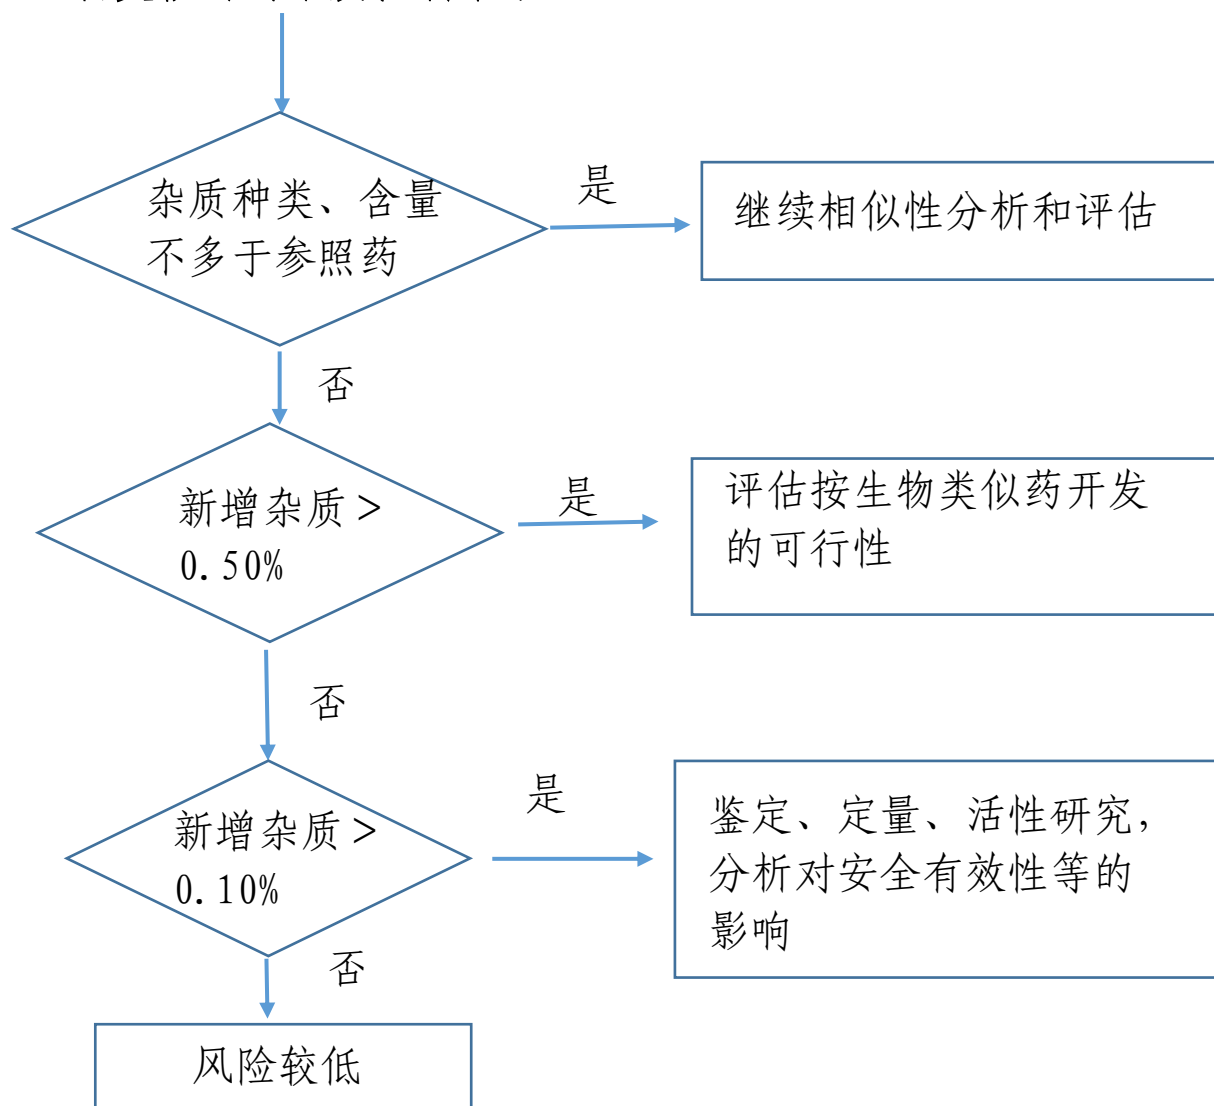 杂质种类、含量
不多于参照药
是
继续相似性分析和评估
否
新增杂质>
0.50%
是
评估按生物类似药开发
的可行性
否
新增杂质>
0.10%
是
鉴定、定量、活性研究，
分析对安全有效性等的
影响
否
风险较低